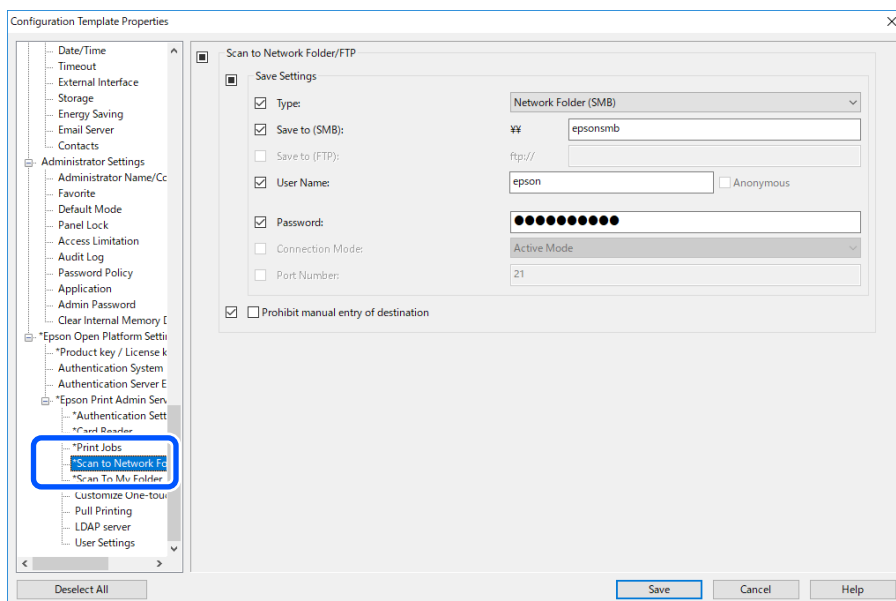 Configuration Template Properties
Date/Time
Timeout
External Interface
Storage
Energy Saving
Email Server
Contacts
Administrator Settings
Administrator Name/Cc
Favorite
Default Mode
Panel Lock
Access Limitation
Audit Log
Password Policy
Application
Admin Password
Clear Internal Memory D
*Epson Open Platform Settin
*Product key / License k
Authentication System
Authentication Server E
*Epson Print Admin Serv
*Authentication Sett
*Card Reader
*Print Jobs
*Scan to Network Fo
*Scan To My Folder
Customize One-touc
Pull Printing
LDAP server
User Settings
Scan to Network Folder/FTP
Save Settings
Type: Network Folder (SMB)
Save to (SMB): ¥¥ epsonsmb
Save to (FTP): ftp://
User Name: epson Anonymous
Password: ●●●●●●●●●●
Connection Mode: Active Mode
Port Number: 21
Prohibit manual entry of destination
Deselect All Save Cancel Help